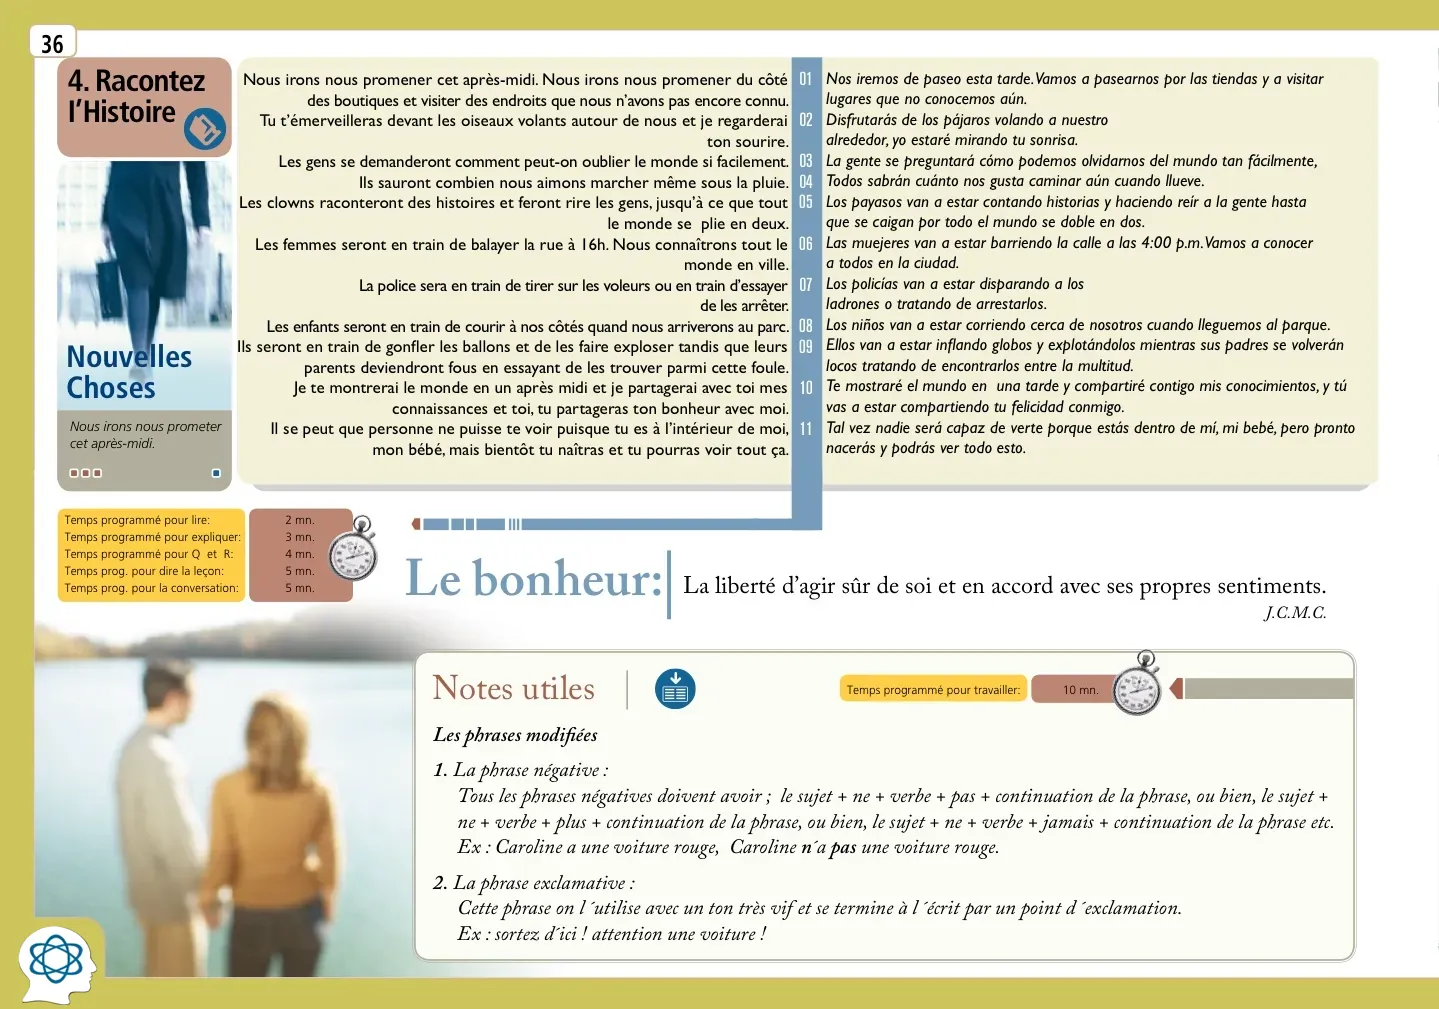 36
4. Racontez
l'Histoire
Nouvelles
Choses
Nous irons nous prometer
cet après-midi.
Nous irons nous promener cet après-midi. Nous irons nous promener du côté
des boutiques et visiter des endroits que nous n'avons pas encore connu.
Tu t'émerveilleras devant les oiseaux volants autour de nous et je regarderai
ton sourire.
Les gens se demanderont comment peut-on oublier le monde si facilement.
Ils sauront combien nous aimons marcher même sous la pluie.
Les clowns raconteront des histoires et feront rire les gens, jusqu'à ce que tout
le monde se plie en deux.
Les femmes seront en train de balayer la rue à 16h. Nous connaîtrons tout le
monde en ville.
La police sera en train de tirer sur les voleurs ou en train d'essayer
de les arrêter.
Les enfants seront en train de courir à nos côtés quand nous arriverons au parc.
Ils seront en train de gonfler les ballons et de les faire exploser tandis que leurs
parents deviendront fous en essayant de les trouver parmi cette foule.
Je te montrerai le monde en un après midi et je partagerai avec toi mes
connaissances et toi, tu partageras ton bonheur avec moi.
Il se peut que personne ne puisse te voir puisque tu es à l'intérieur de moi,
mon bébé, mais bientôt tu naîtras et tu pourras voir tout ça.
01
02
03
04
05
06
07
08
09
10
11
Nos iremos de paseo esta tarde. Vamos a pasearnos por las tiendas y a visitar
lugares que no conocemos aún.
Disfrutarás de los pájaros volando a nuestro
alrededor, yo estaré mirando tu sonrisa.
La gente se preguntará cómo podemos olvidarnos del mundo tan fácilmente,
Todos sabrán cuánto nos gusta caminar aún cuando llueve.
Los payasos van a estar contando historias y haciendo reír a la gente hasta
que se caigan por todo el mundo se doble en dos.
Las muejeres van a estar barriendo la calle a las 4:00 p.m. Vamos a conocer
a todos en la ciudad.
Los policías van a estar disparando a los
ladrones o tratando de arrestarlos.
Los niños van a estar corriendo cerca de nosotros cuando lleguemos al parque.
Ellos van a estar inflando globos y explotándolos mientras sus padres se volverán
locos tratando de encontrarlos entre la multitud.
Te mostraré el mundo en una tarde y compartiré contigo mis conocimientos, y tú
vas a estar compartiendo tu felicidad conmigo.
Tal vez nadie será capaz de verte porque estás dentro de mí, mi bebé, pero pronto
nacerás y podrás ver todo esto.
Temps programmé pour lire: 2 mn.
Temps programmé pour expliquer: 3 mn.
Temps programmé pour Q et R: 4 mn.
Temps prog. pour dire la leçon: 5 mn.
Temps prog. pour la conversation: 5 mn.
Le bonheur: La liberté d'agir sûr de soi et en accord avec ses propres sentiments.
J.C.M.C.
Notes utiles
Temps programmé pour travailler: 10 mn.
Les phrases modifiées
1. La phrase négative :
Tous les phrases négatives doivent avoir ; le sujet + ne + verbe + pas + continuation de la phrase, ou bien, le sujet +
ne + verbe + plus + continuation de la phrase, ou bien, le sujet + ne + verbe + jamais + continuation de la phrase etc.
Ex : Caroline a une voiture rouge, Caroline n´a pas une voiture rouge.
2. La phrase exclamative :
Cette phrase on l´utilise avec un ton très vif et se termine à l´écrit par un point d´exclamation.
Ex : sortez d´ici ! attention une voiture !